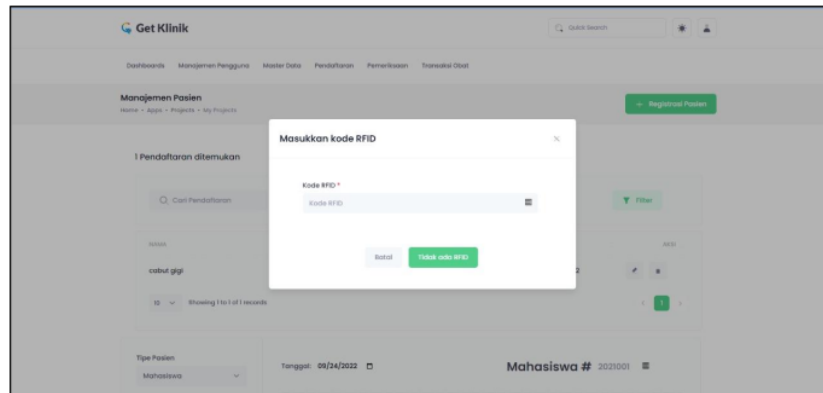 Get Klinik
Quick Search
Dashboards Manajemen Pengguna Master Data Pendaftaran Pemeriksaan Transaksi Obat
Manajemen Pasien
Home - Apps - Projects - My Projects
+ Registrasi Pasien
Masukkan kode RFID
1 Pendaftaran ditemukan
Kode RFID *
Cari Pendaftaran
Kode RFID
Filter
NAMA
AKSI
Batal
Tidak ada RFID
cabut gigi
2
10
Showing 1 to 1 of 1 records
< 1 >
Tipe Pasien
Mahasiswa
Tanggal: 09/24/2022
Mahasiswa # 2021001